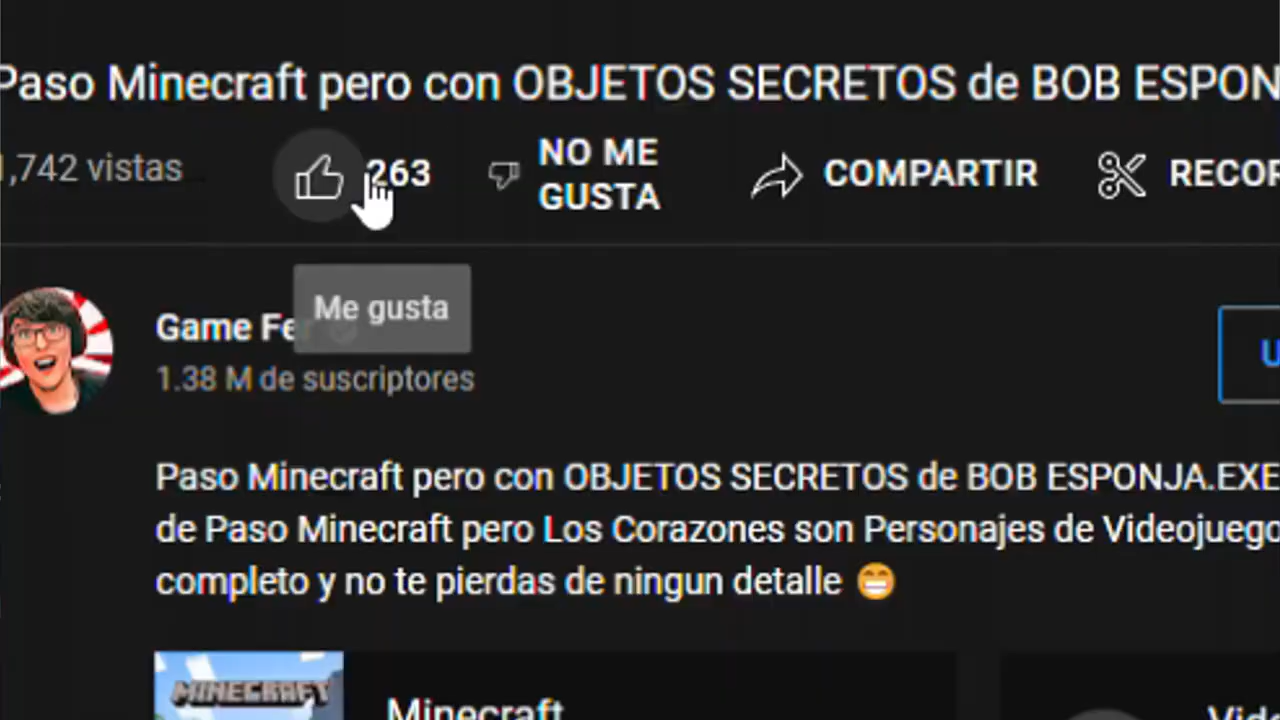 Paso Minecraft pero con OBJETOS SECRETOS de BOB ESPON
1,742 vistas
263
NO ME
GUSTA
COMPARTIR
RECOR
Me gusta
Game Fe
1.38 M de suscriptores
Paso Minecraft pero con OBJETOS SECRETOS de BOB ESPONJA.EXE
de Paso Minecraft pero Los Corazones son Personajes de Videojuego
completo y no te pierdas de ningun detalle 😁
MINECRAFT
Minecraft
Vide